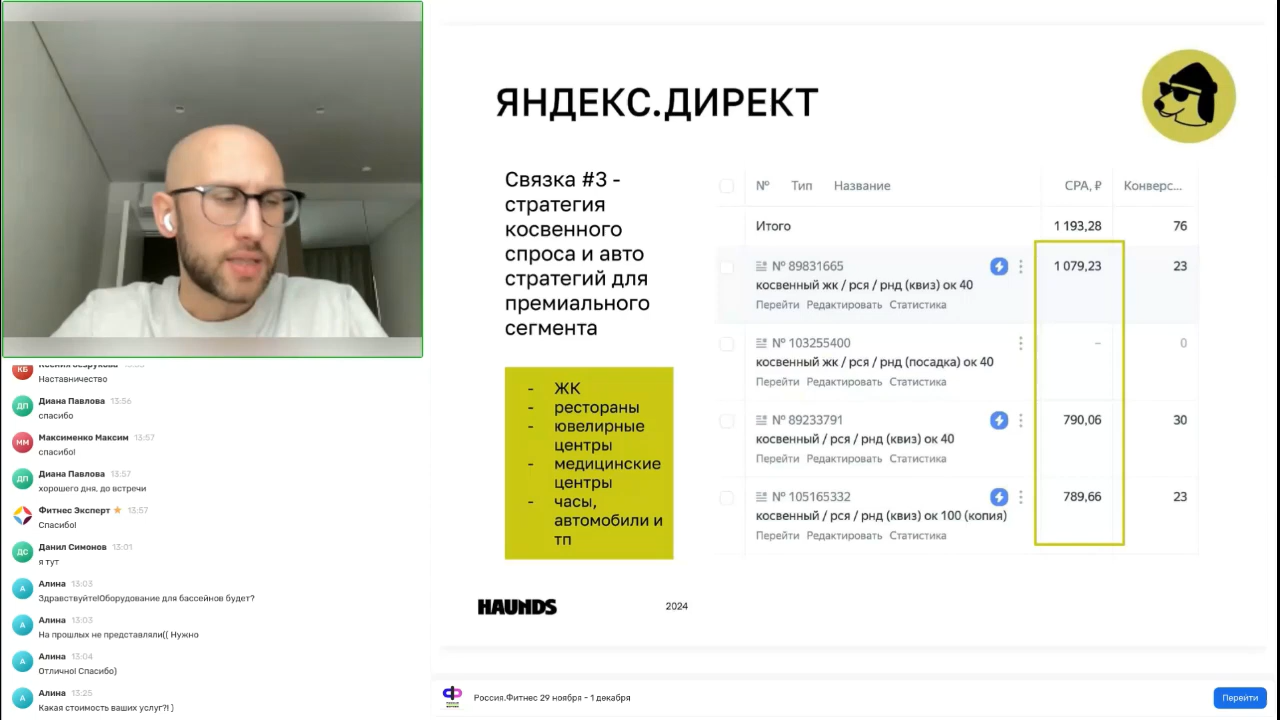 КБ
Ксения Безрукова
Наставничество
ДП
Диана Павлова 13:56
спасибо
ММ
Максименко Максим 13:57
спасибо!
ДП
Диана Павлова 13:57
хорошего дня, до встречи
Фитнес Эксперт 13:57
Спасибо!
ДС
Данил Симонов 13:01
я тут
А
Алина 13:03
Здравствуйте!Оборудование для бассейнов будет?
А
Алина 13:03
На прошлых не представляли(( Нужно
А
Алина 13:04
Отлично! Спасибо)
А
Алина 13:25
Какая стоимость ваших услуг?! )
ЯНДЕКС.ДИРЕКТ
Связка #3 -
стратегия
косвенного
спроса и авто
стратегий для
премиального
сегмента
- ЖК
- рестораны
- ювелирные
центры
- медицинские
центры
- часы,
автомобили и
тп
№ Тип Название CPA, ₽ Конверс...
Итого 1 193,28 76
№ 89831665 1 079,23 23
косвенный жк / рся / рнд (квиз) ок 40
Перейти Редактировать Статистика
№ 103255400 – 0
косвенный жк / рся / рнд (посадка) ок 40
Перейти Редактировать Статистика
№ 89233791 790,06 30
косвенный / рся / рнд (квиз) ок 40
Перейти Редактировать Статистика
№ 105165332 789,66 23
косвенный / рся / рнд (квиз) ок 100 (копия)
Перейти Редактировать Статистика
HAUNDS
2024
Россия.Фитнес 29 ноября - 1 декабря
Перейти